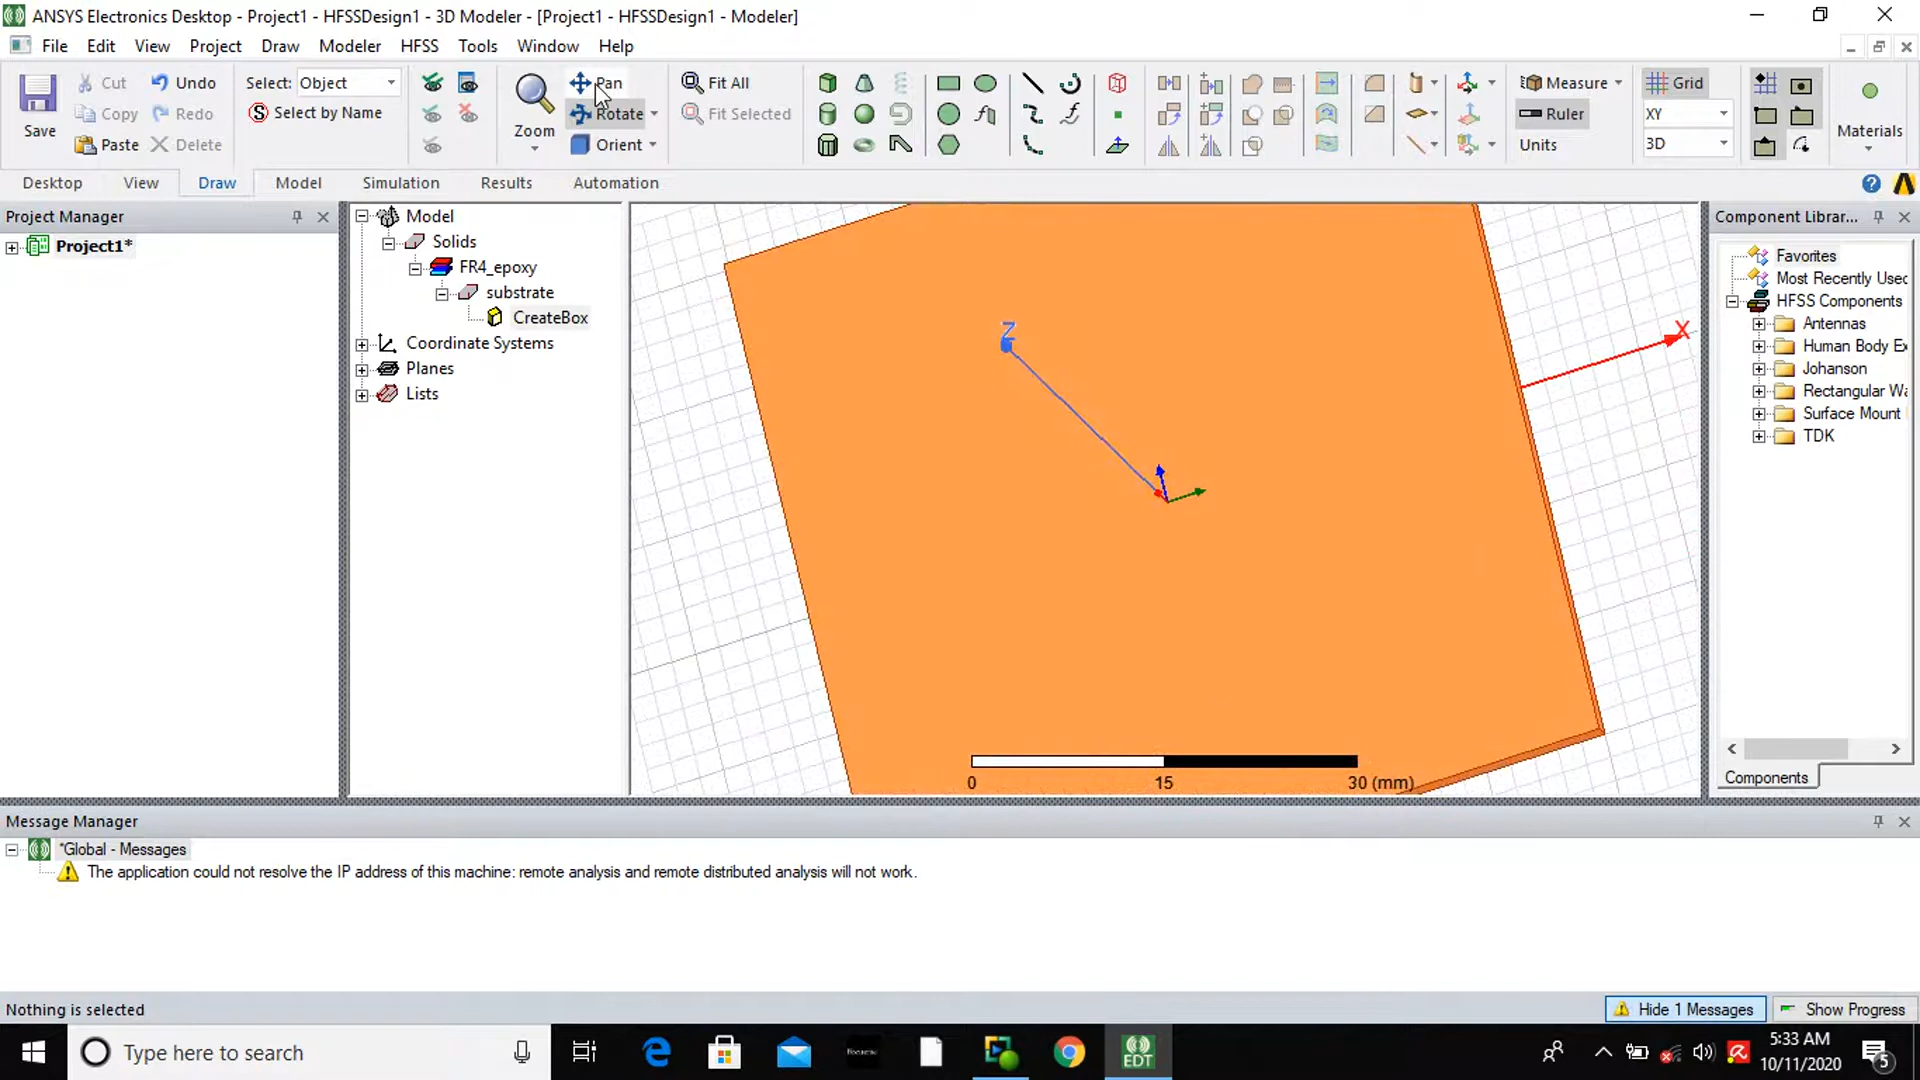 ANSYS Electronics Desktop - Project1 - HFSSDesign1 - 3D Modeler - [Project1 - HFSSDesign1 - Modeler]
File Edit View Project Draw Modeler HFSS Tools Window Help
Save
Cut
Copy
Paste
Undo
Redo
Delete
Select: Object
Select by Name
Zoom
Pan
Rotate
Orient
Fit All
Fit Selected
Measure
Ruler
Units
Grid
XY
3D
Materials
Desktop View Draw Model Simulation Results Automation
Project Manager
Project1*
Model
Solids
FR4_epoxy
substrate
CreateBox
Coordinate Systems
Planes
Lists
Z
X
0 15 30 (mm)
Component Librar...
Favorites
Most Recently Used
HFSS Components
Antennas
Human Body Ex
Johanson
Rectangular Wa
Surface Mount
TDK
Components
Message Manager
*Global - Messages
The application could not resolve the IP address of this machine: remote analysis and remote distributed analysis will not work.
Nothing is selected
Hide 1 Messages
Show Progress
Type here to search
EDT
5:33 AM
10/11/2020
5